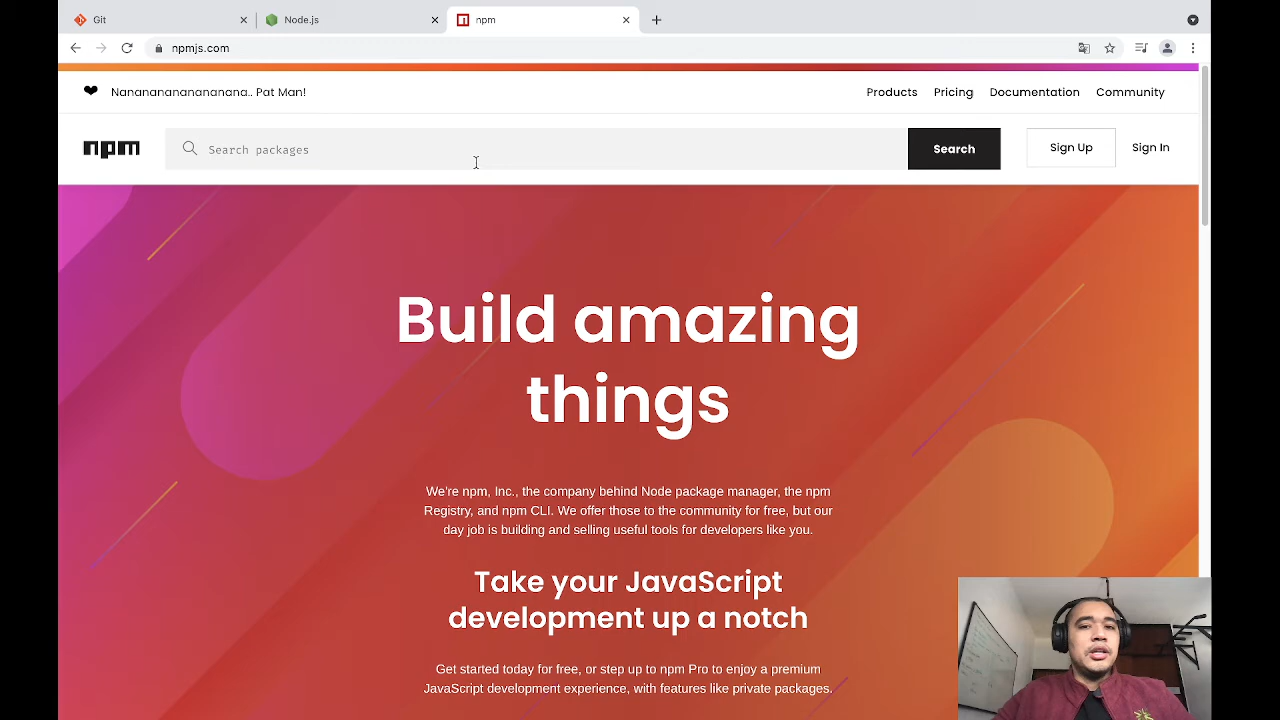 Git
Node.js
npm
npmjs.com
Nananananananana.. Pat Man!
Products
Pricing
Documentation
Community
npm
Search packages
Search
Sign Up
Sign In
Build amazing
things
We're npm, Inc., the company behind Node package manager, the npm
Registry, and npm CLI. We offer those to the community for free, but our
day job is building and selling useful tools for developers like you.
Take your JavaScript
development up a notch
Get started today for free, or step up to npm Pro to enjoy a premium
JavaScript development experience, with features like private packages.